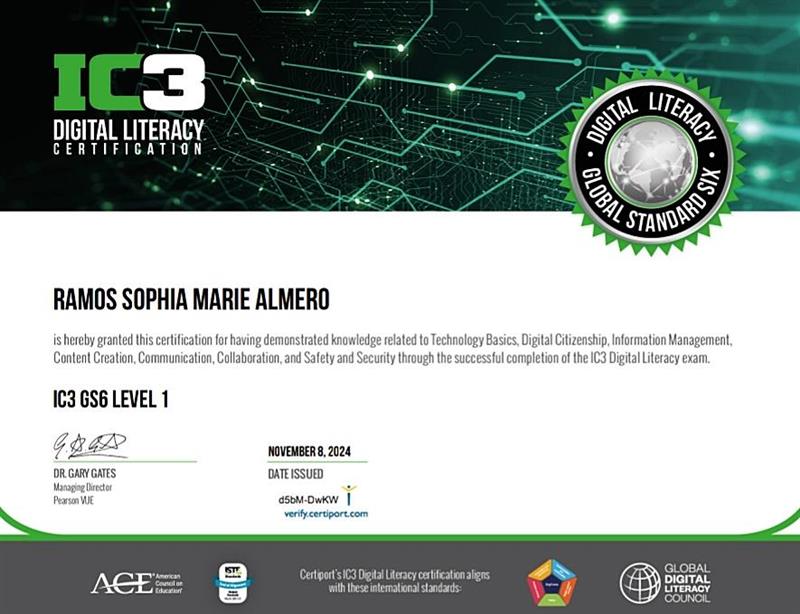 IC3
DIGITAL LITERACY
CERTIFICATION
DIGITAL LITERACY
GLOBAL STANDARD SIX
RAMOS SOPHIA MARIE ALMERO
is hereby granted this certification for having demonstrated knowledge related to Technology Basics, Digital Citizenship, Information Management,
Content Creation, Communication, Collaboration, and Safety and Security through the successful completion of the IC3 Digital Literacy exam.
IC3 GS6 LEVEL 1
DR. GARY GATES
Managing Director
Pearson VUE
NOVEMBER 8, 2024
DATE ISSUED
d5bM-DwKW
verify.certiport.com
ACE
American
Council on
Education
iste
Standards
Certiport's IC3 Digital Literacy certification aligns
with these international standards:
GLOBAL
DIGITAL
LITERACY
COUNCIL